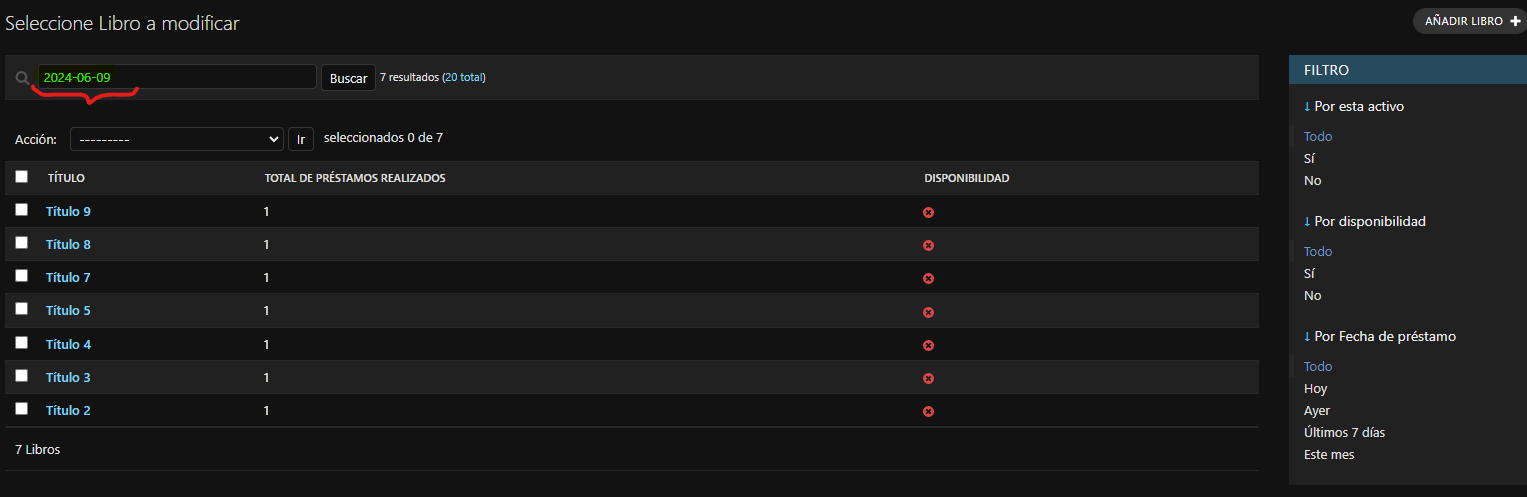 Seleccione Libro a modificar
AÑADIR LIBRO +
2024-06-09 Buscar 7 resultados (20 total)
Acción: --------- Ir seleccionados 0 de 7
TÍTULO TOTAL DE PRÉSTAMOS REALIZADOS DISPONIBILIDAD
Título 9 1
Título 8 1
Título 7 1
Título 5 1
Título 4 1
Título 3 1
Título 2 1
7 Libros
FILTRO
↓ Por esta activo
Todo
Sí
No
↓ Por disponibilidad
Todo
Sí
No
↓ Por Fecha de préstamo
Todo
Hoy
Ayer
Últimos 7 días
Este mes